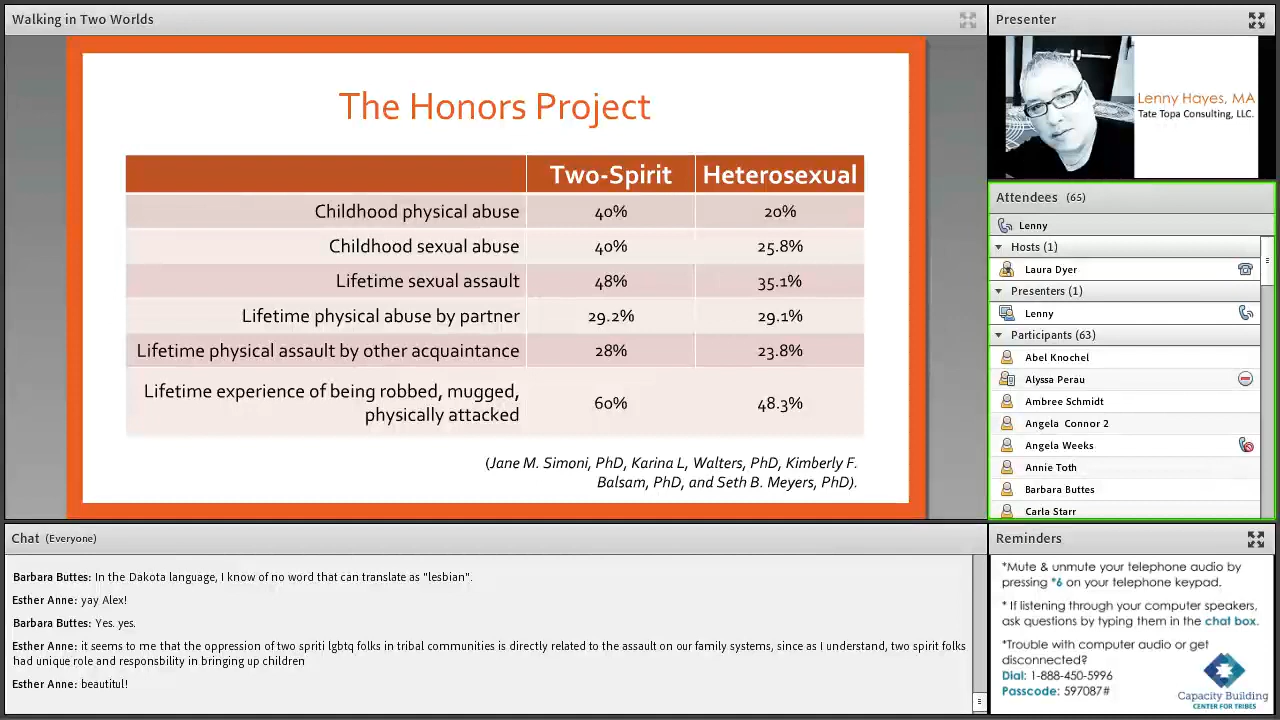 Walking in Two Worlds
The Honors Project
Two-Spirit Heterosexual
Childhood physical abuse 40% 20%
Childhood sexual abuse 40% 25.8%
Lifetime sexual assault 48% 35.1%
Lifetime physical abuse by partner 29.2% 29.1%
Lifetime physical assault by other acquaintance 28% 23.8%
Lifetime experience of being robbed, mugged,
physically attacked 60% 48.3%
(Jane M. Simoni, PhD, Karina L, Walters, PhD, Kimberly F.
Balsam, PhD, and Seth B. Meyers, PhD).
Presenter
Lenny Hayes, MA
Tate Topa Consulting, LLC.
Attendees (65)
Lenny
Hosts (1)
Laura Dyer
Presenters (1)
Lenny
Participants (63)
Abel Knochel
Alyssa Perau
Ambree Schmidt
Angela Connor 2
Angela Weeks
Annie Toth
Barbara Buttes
Carla Starr
Chat (Everyone)
Barbara Buttes: In the Dakota language, I know of no word that can translate as "lesbian".
Esther Anne: yay Alex!
Barbara Buttes: Yes. yes.
Esther Anne: it seems to me that the oppression of two spriti lgbtq folks in tribal communities is directly related to the assault on our family systems, since as I understand, two spirit folks
had unique role and responsbility in bringing up children
Esther Anne: beautitul!
Reminders
*Mute & unmute your telephone audio by
pressing *6 on your telephone keypad.
* If listening through your computer speakers,
ask questions by typing them in the chat box.
*Trouble with computer audio or get
disconnected?
Dial: 1-888-450-5996
Passcode: 597087#
Capacity Building
CENTER FOR TRIBES